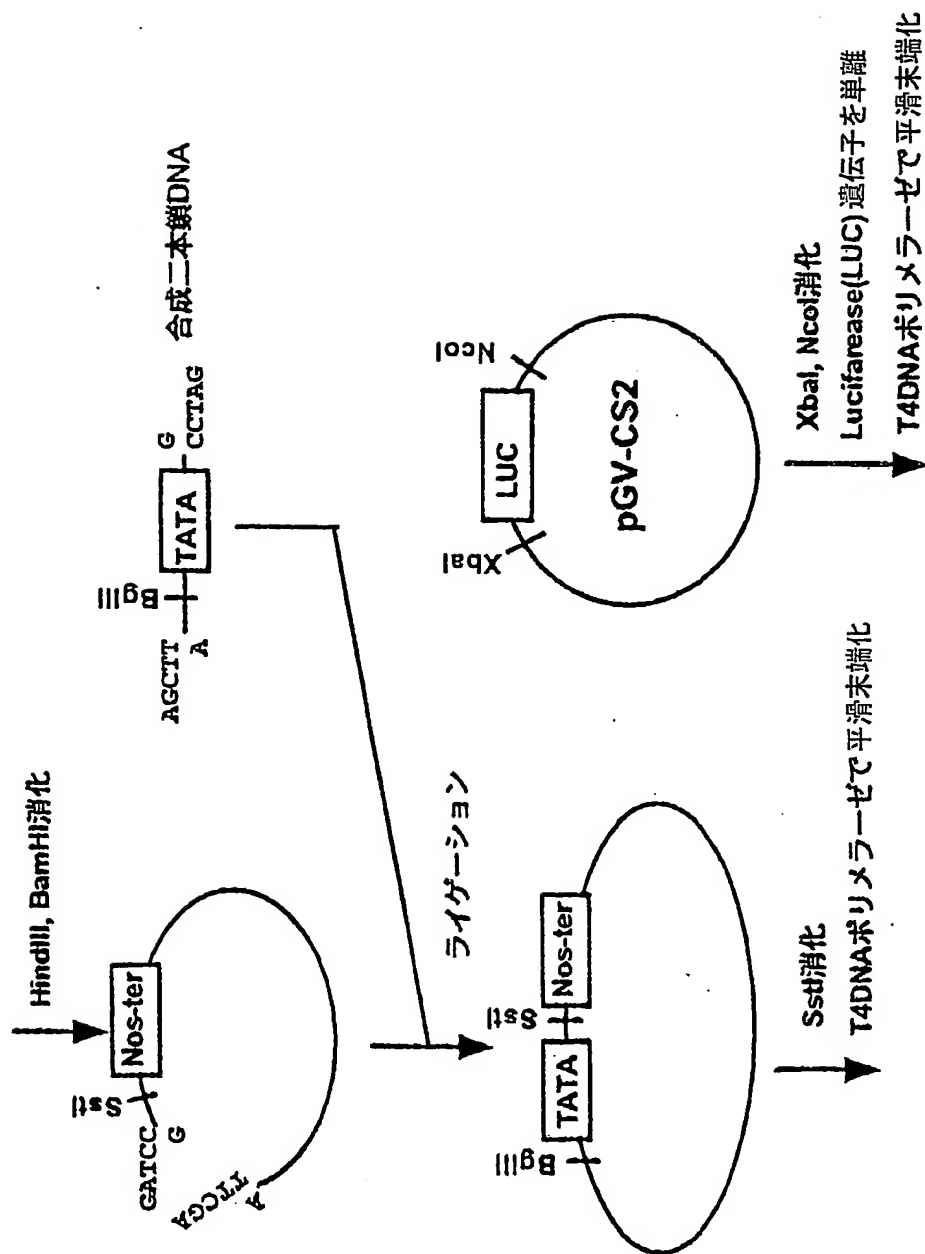 HindIII, BamHI消化
Nos-ter
SstI
GATCC
G
TTCGA
A
AGCTT
A
BglII
TATA
G
CCTAG
合成二本鎖DNA
ライゲーション
BglII
TATA
SstI
Nos-ter
SstI消化
T4DNAポリメラーゼで平滑末端化
XbaI
LUC
NcoI
pGV-CS2
XbaI, NcoI消化
Lucifarease(LUC)遺伝子を単離
T4DNAポリメラーゼで平滑末端化